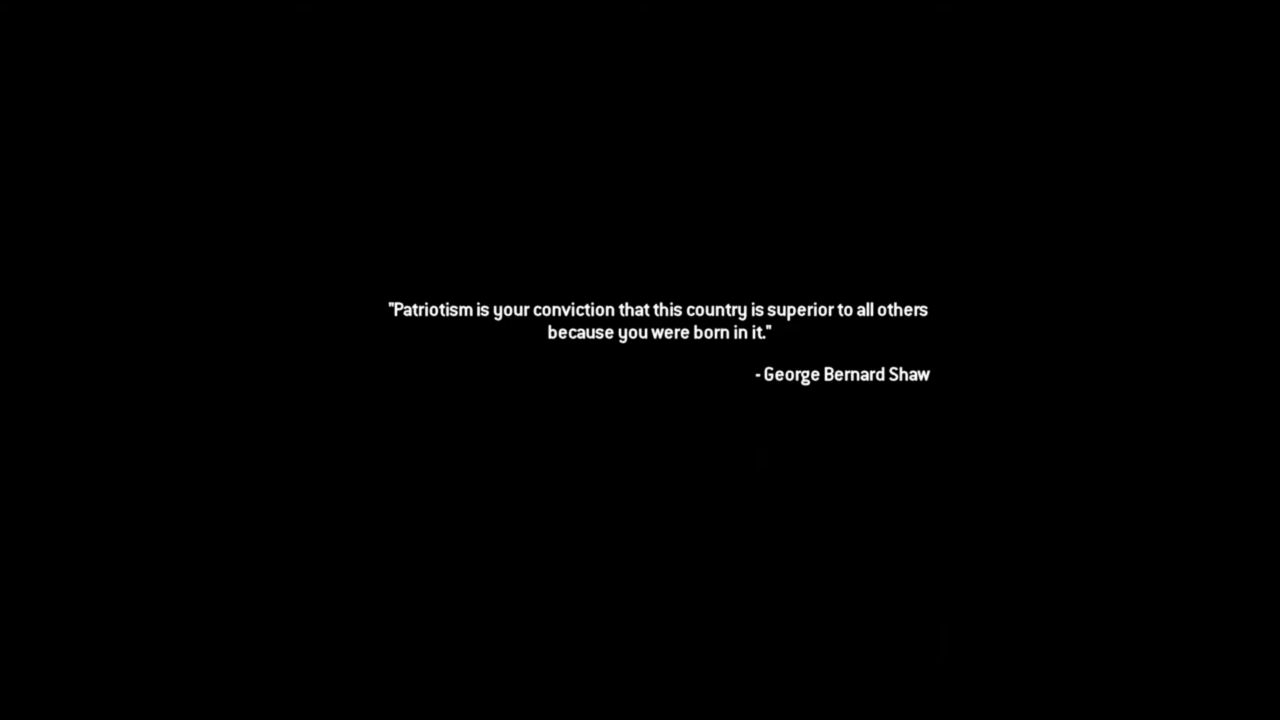 "Patriotism is your conviction that this country is superior to all others
because you were born in it."
- George Bernard Shaw